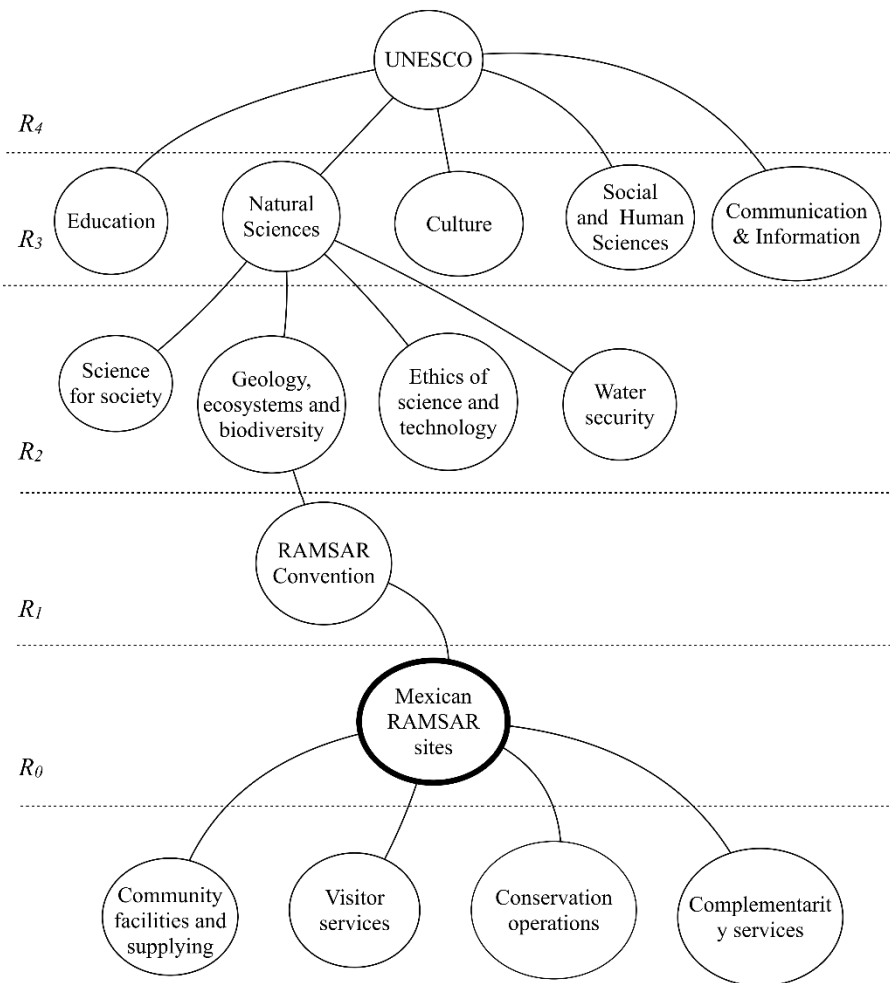 UNESCO
R4
Education
Natural
Sciences
Culture
Social
and Human
Sciences
Communication
& Information
R3
Science
for society
Geology,
ecosystems and
biodiversity
Ethics of
science and
technology
Water
security
R2
RAMSAR
Convention
R1
Mexican
RAMSAR
sites
R0
Community
facilities and
supplying
Visitor
services
Conservation
operations
Complementarit
y services